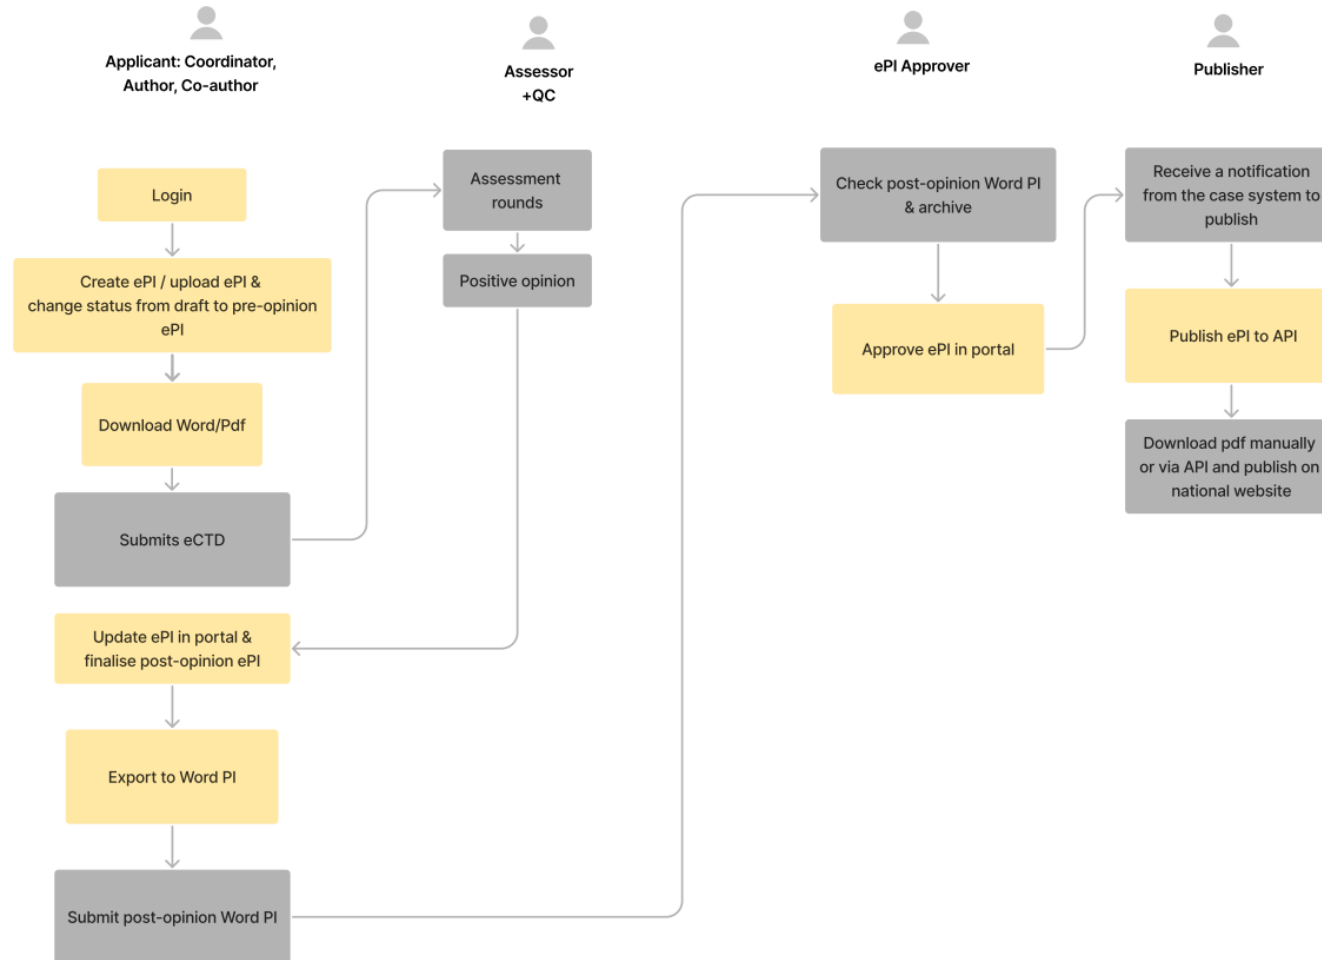 Applicant: Coordinator,
Author, Co-author
Assessor
+QC
ePI Approver
Publisher
Login
Create ePI / upload ePI &
change status from draft to pre-opinion
ePI
Download Word/Pdf
Submits eCTD
Update ePI in portal &
finalise post-opinion ePI
Export to Word PI
Submit post-opinion Word PI
Assessment
rounds
Positive opinion
Check post-opinion Word PI
& archive
Approve ePI in portal
Receive a notification
from the case system to
publish
Publish ePI to API
Download pdf manually
or via API and publish on
national website